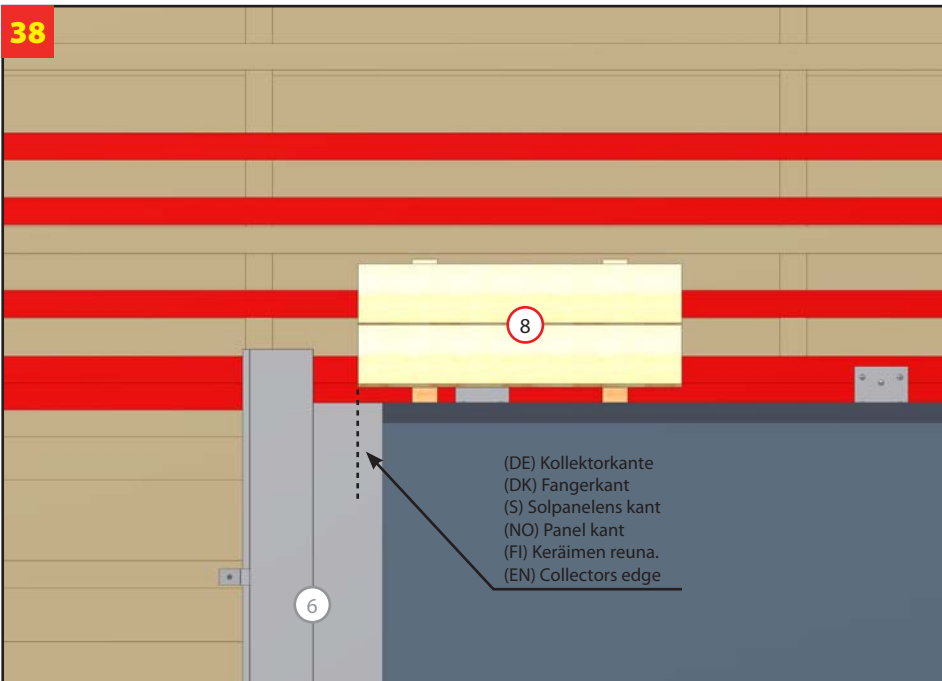 38
8
(DE) Kollektorkante
(DK) Fangerkant
(S) Solpanelens kant
(NO) Panel kant
(FI) Keräimen reuna.
(EN) Collectors edge
6